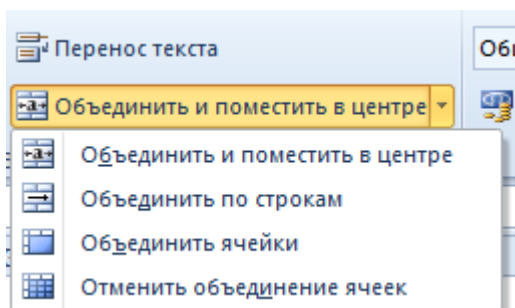 Перенос текста
Объединить и поместить в центре
Объединить и поместить в центре
Объединить по строкам
Объединить ячейки
Отменить объединение ячеек